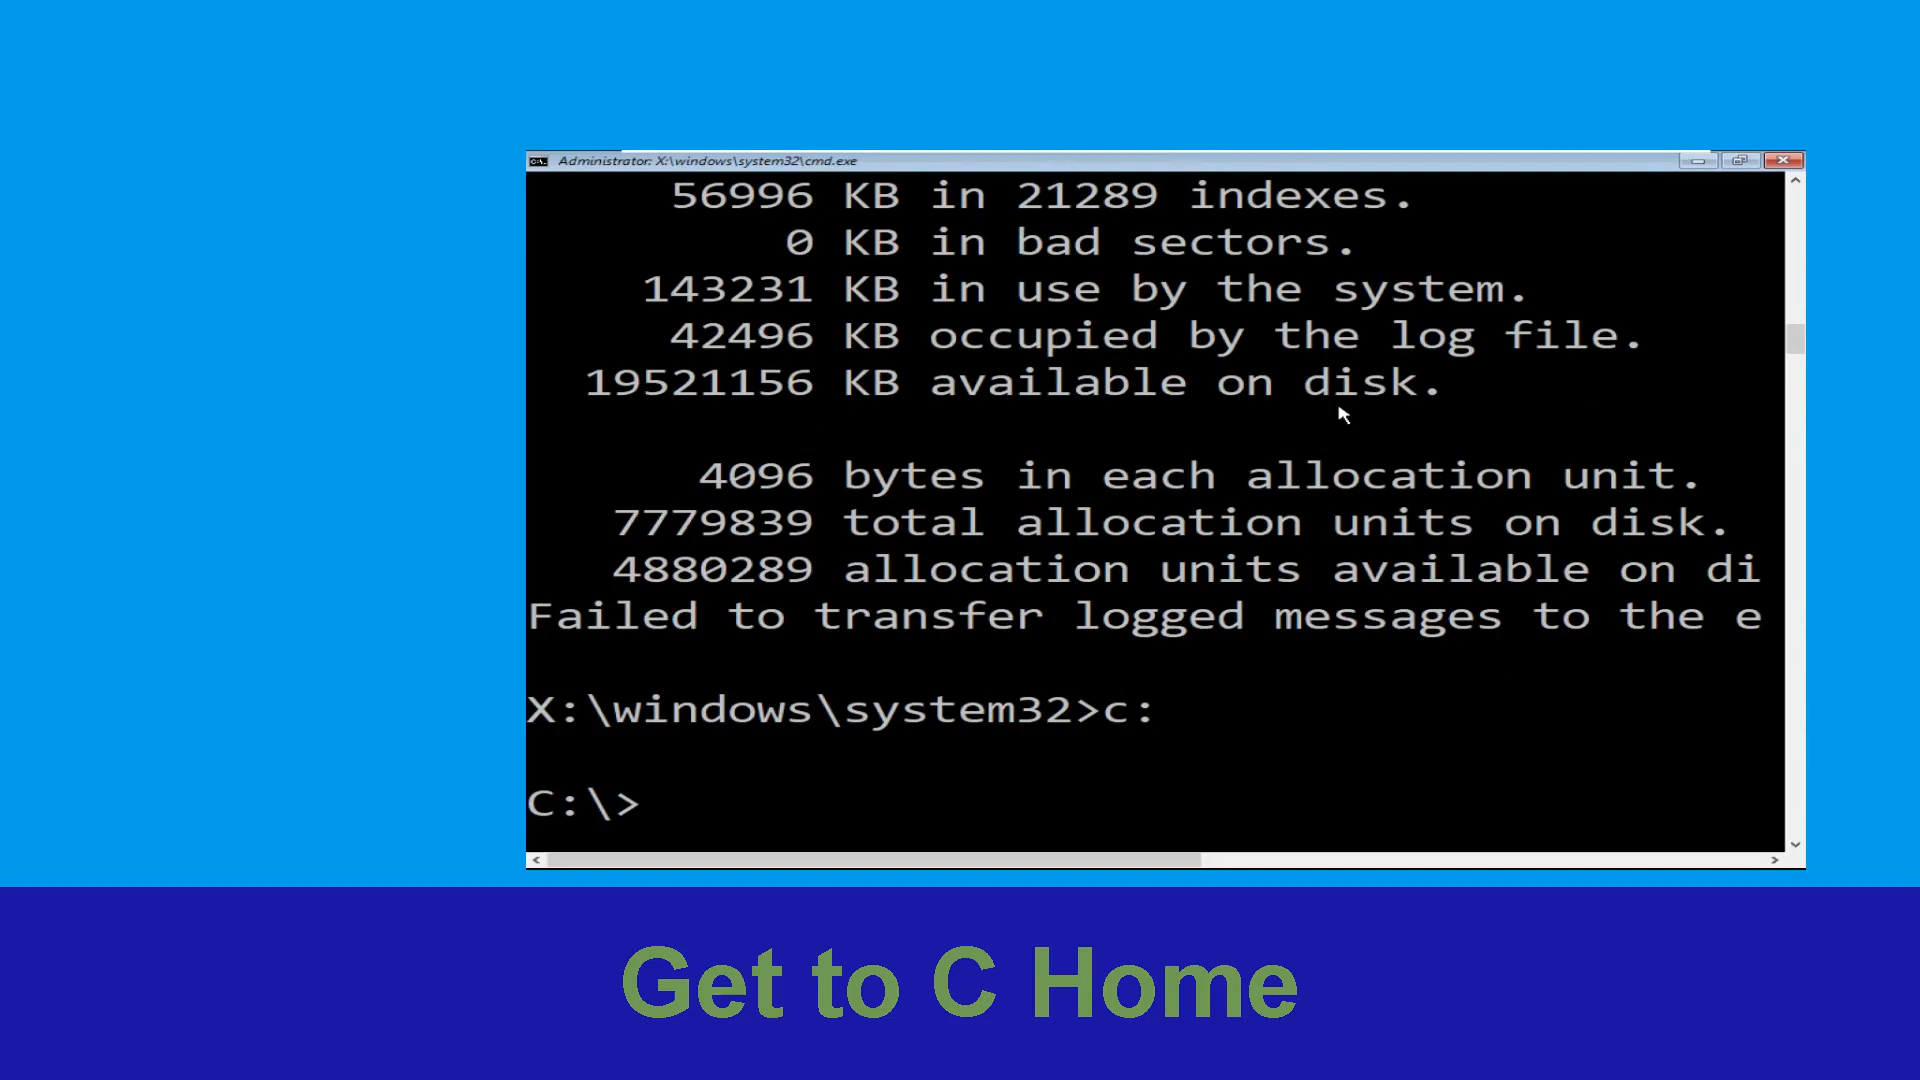 Administrator: X:\windows\system32\cmd.exe
56996 KB in 21289 indexes.
0 KB in bad sectors.
143231 KB in use by the system.
42496 KB occupied by the log file.
19521156 KB available on disk.
4096 bytes in each allocation unit.
7779839 total allocation units on disk.
4880289 allocation units available on di
Failed to transfer logged messages to the e
X:\windows\system32>c:
C:\>
Get to C Home